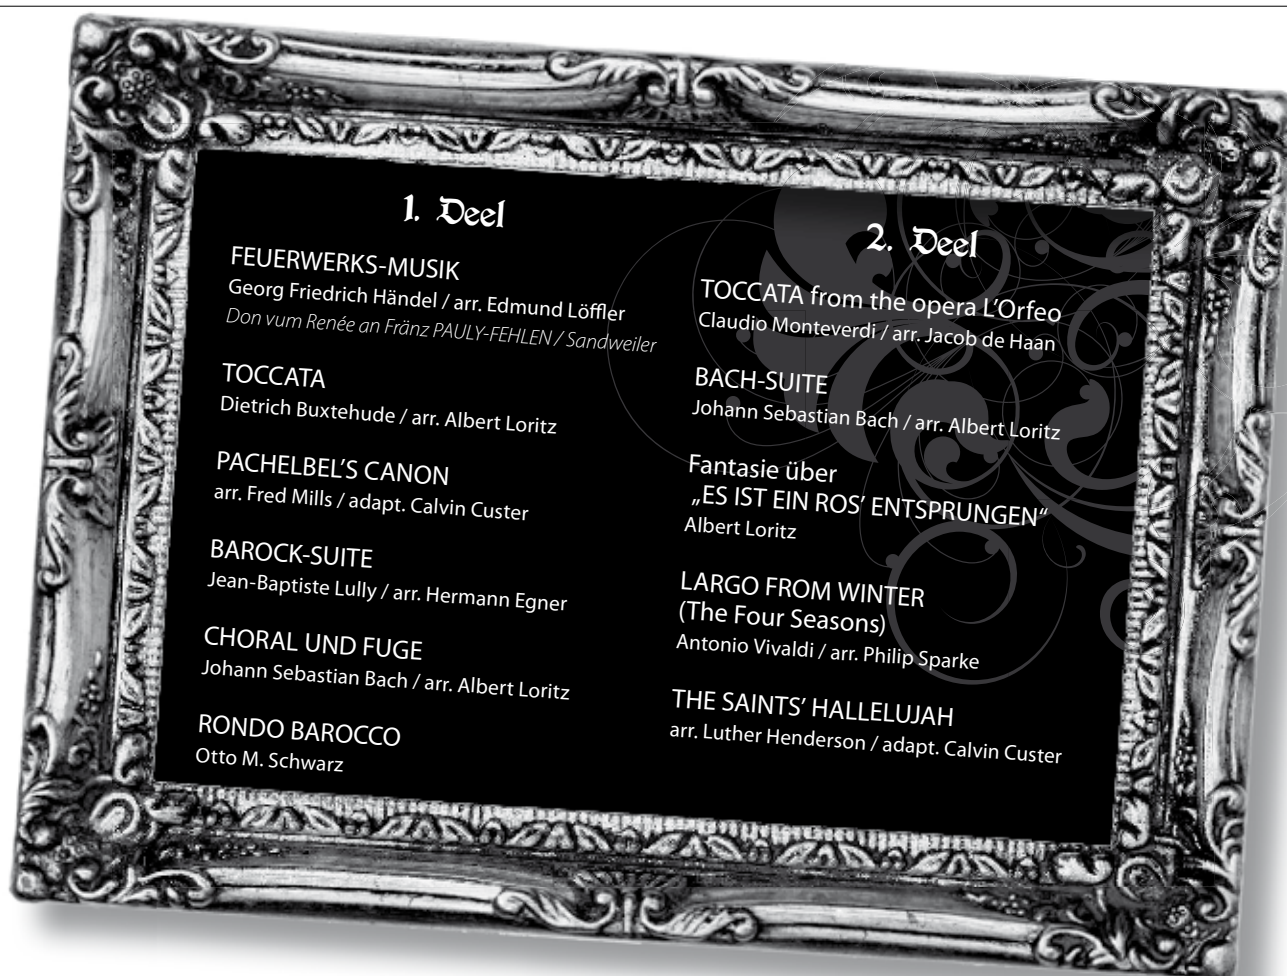 1. Deel
FEUERWERKS-MUSIK
Georg Friedrich Händel / arr. Edmund Löffler
Don vum Renée an Fränz PAULY-FEHLEN / Sandweiler
TOCCATA
Dietrich Buxtehude / arr. Albert Loritz
PACHELBEL'S CANON
arr. Fred Mills / adapt. Calvin Custer
BAROCK-SUITE
Jean-Baptiste Lully / arr. Hermann Egner
CHORAL UND FUGE
Johann Sebastian Bach / arr. Albert Loritz
RONDO BAROCCO
Otto M. Schwarz
2. Deel
TOCCATA from the opera L’Orfeo
Claudio Monteverdi / arr. Jacob de Haan
BACH-SUITE
Johann Sebastian Bach / arr. Albert Loritz
Fantasie über
„ES IST EIN ROS’ ENTSPRUNGEN“
Albert Loritz
LARGO FROM WINTER
(The Four Seasons)
Antonio Vivaldi / arr. Philip Sparke
THE SAINTS’ HALLELUJAH
arr. Luther Henderson / adapt. Calvin Custer